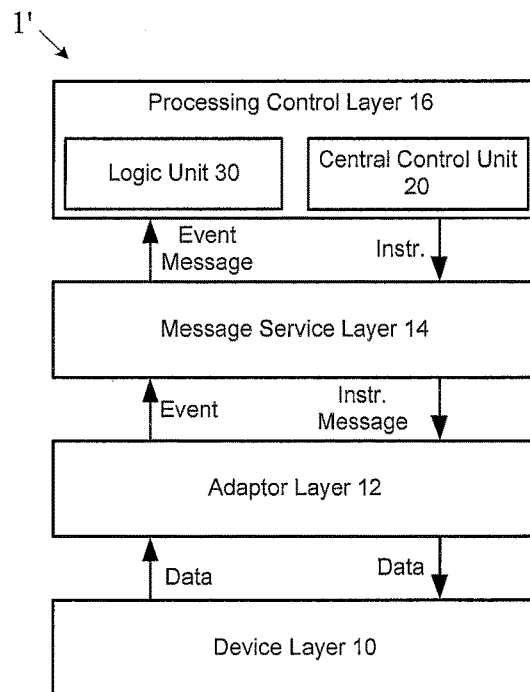 1'
Processing Control Layer 16
Logic Unit 30
Central Control Unit
20
Event
Message
Instr.
Message Service Layer 14
Event
Instr.
Message
Adaptor Layer 12
Data
Data
Device Layer 10